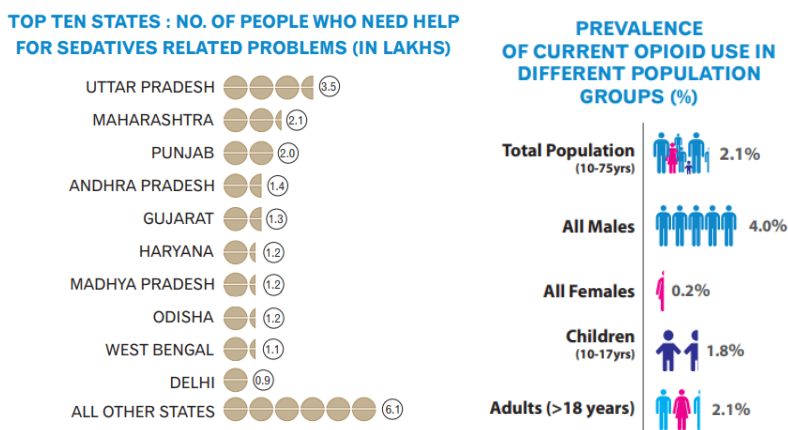 TOP TEN STATES : NO. OF PEOPLE WHO NEED HELP
FOR SEDATIVES RELATED PROBLEMS (IN LAKHS)
UTTAR PRADESH 3.5
MAHARASHTRA 2.1
PUNJAB 2.0
ANDHRA PRADESH 1.4
GUJARAT 1.3
HARYANA 1.2
MADHYA PRADESH 1.2
ODISHA 1.2
WEST BENGAL 1.1
DELHI 0.9
ALL OTHER STATES 6.1
PREVALENCE
OF CURRENT OPIOID USE IN
DIFFERENT POPULATION
GROUPS (%)
Total Population 2.1%
(10-75yrs)
All Males 4.0%
All Females 0.2%
Children
(10-17yrs) 1.8%
Adults (>18 years) 2.1%